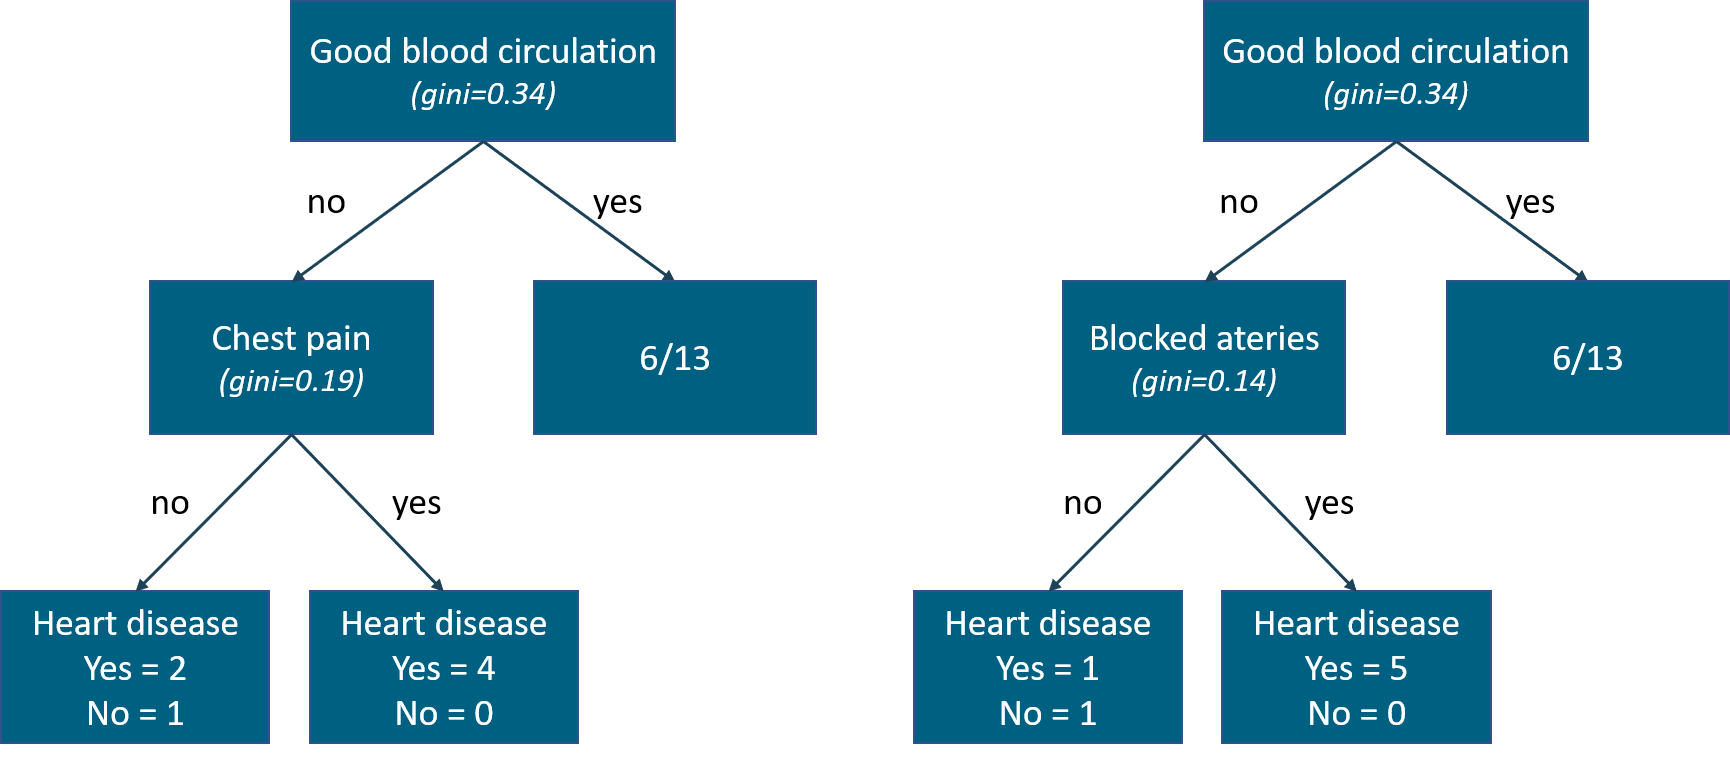 Good blood circulation
(gini=0.34)
no
yes
Chest pain
(gini=0.19)
6/13
no
yes
Heart disease
Yes = 2
No = 1
Heart disease
Yes = 4
No = 0
Good blood circulation
(gini=0.34)
no
yes
Blocked ateries
(gini=0.14)
6/13
no
yes
Heart disease
Yes = 1
No = 1
Heart disease
Yes = 5
No = 0